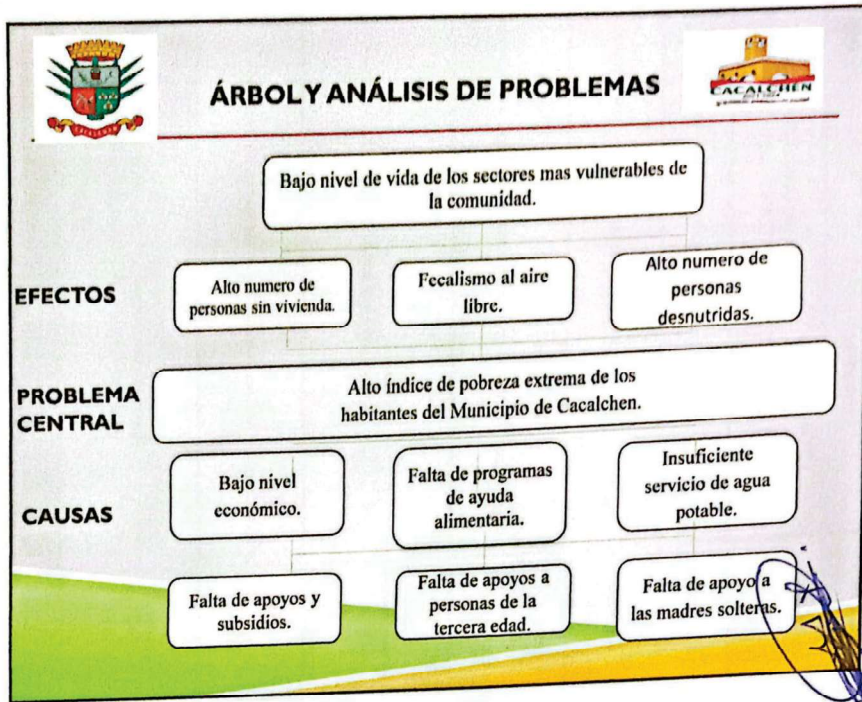 ÁRBOL Y ANÁLISIS DE PROBLEMAS
CACALCHEN
Bajo nivel de vida de los sectores mas vulnerables de
la comunidad.
EFECTOS
Alto numero de
personas sin vivienda.
Fecalismo al aire
libre.
Alto numero de
personas
desnutridas.
PROBLEMA
CENTRAL
Alto índice de pobreza extrema de los
habitantes del Municipio de Cacalchen.
CAUSAS
Bajo nivel
económico.
Falta de programas
de ayuda
alimentaria.
Insuficiente
servicio de agua
potable.
Falta de apoyos y
subsidios.
Falta de apoyos a
personas de la
tercera edad.
Falta de apoyo a
las madres solteras.